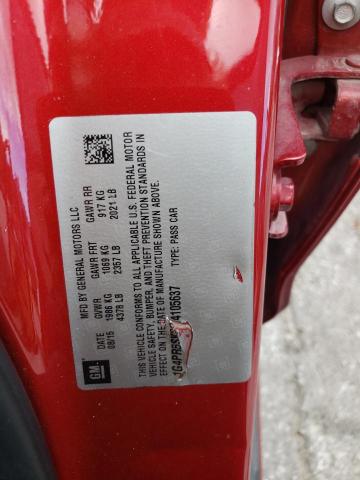 MFD BY GENERAL MOTORS LLC
08/15 GVWR GAWR FRT GAWR RR
1986 KG 1069 KG 917 KG
4378 LB 2357 LB 2021 LB
GM
THIS VEHICLE CONFORMS TO ALL APPLICABLE U.S. FEDERAL MOTOR
VEHICLE SAFETY, BUMPER, AND THEFT PREVENTION STANDARDS IN
EFFECT ON THE DATE OF MANUFACTURE SHOWN ABOVE.
TYPE: PASS CAR